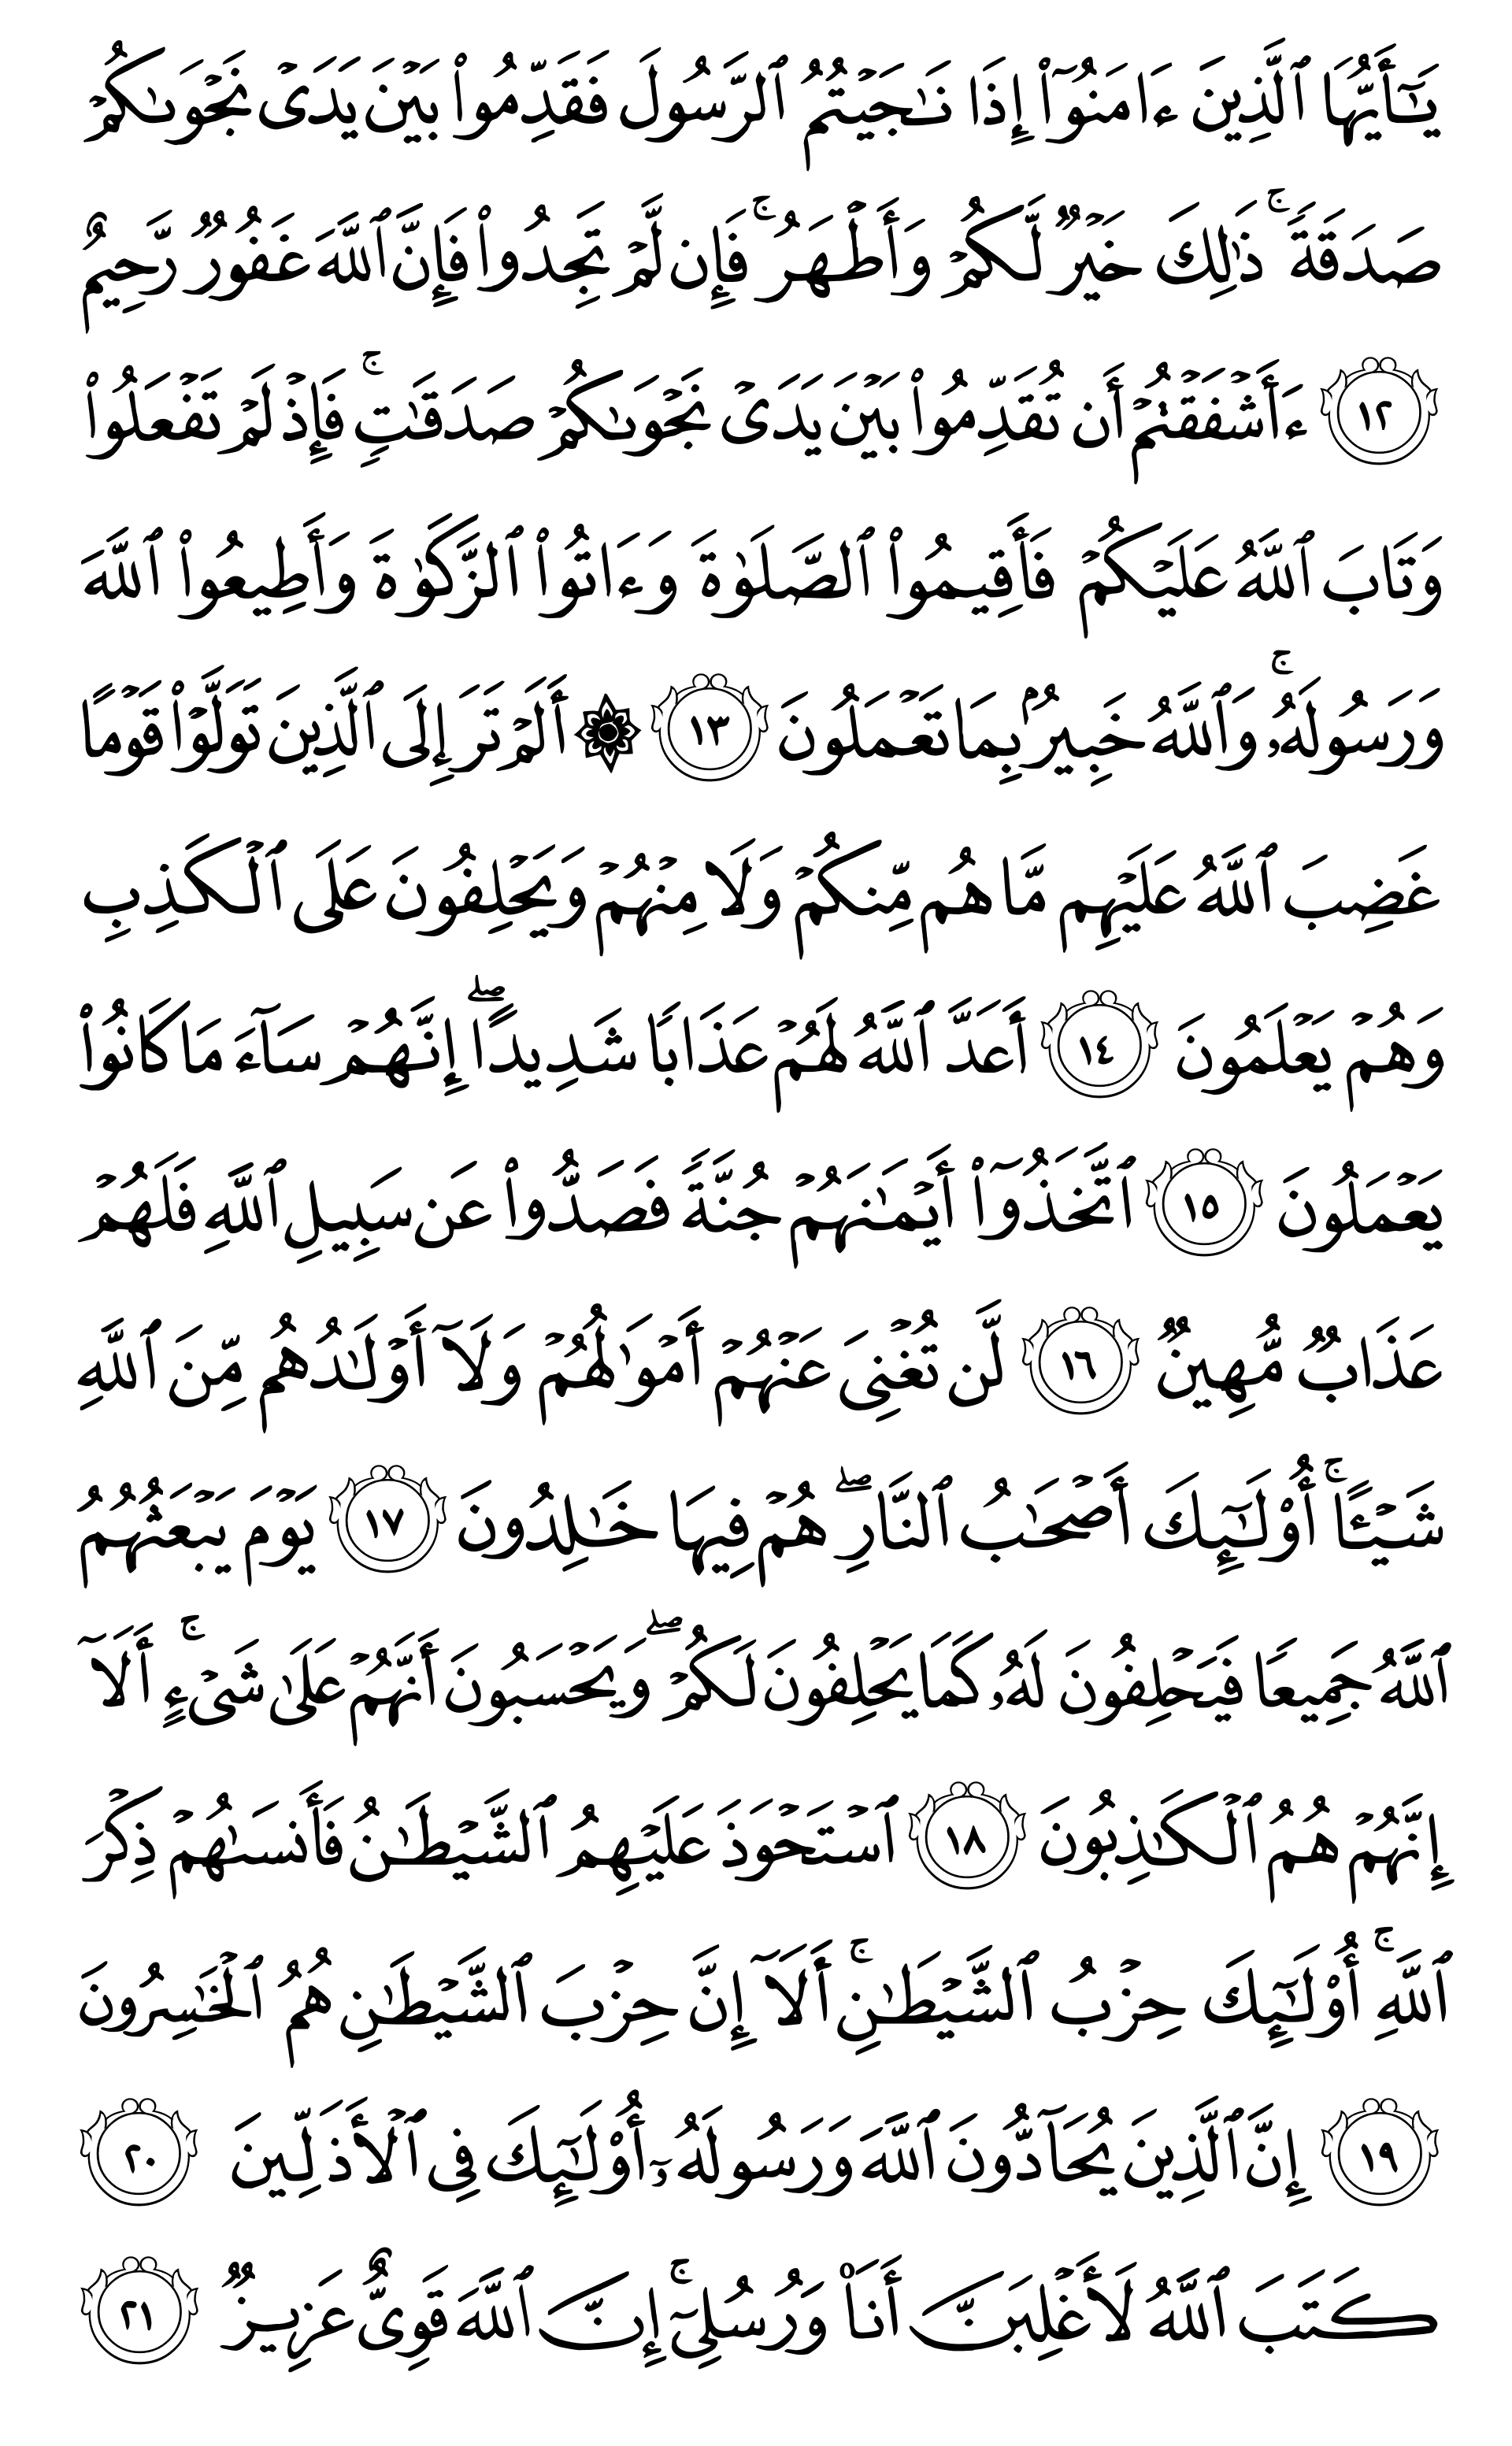 يَـٰٓأَيُّهَا ٱلَّذِينَ ءَامَنُوٓا۟ إِذَا نَـٰجَيْتُمُ ٱلرَّسُولَ فَقَدِّمُوا۟ بَيْنَ يَدَىْ نَجْوَىٰكُمْ
صَدَقَةً ۚ ذَٰلِكَ خَيْرٌ لَّكُمْ وَأَطْهَرُ ۚ فَإِن لَّمْ تَجِدُوا۟ فَإِنَّ ٱللَّهَ غَفُورٌ رَّحِيمٌ
١٢ ءَأَشْفَقْتُمْ أَن تُقَدِّمُوا۟ بَيْنَ يَدَىْ نَجْوَىٰكُمْ صَدَقَـٰتٍ ۚ فَإِذْ لَمْ تَفْعَلُوا۟
وَتَابَ ٱللَّهُ عَلَيْكُمْ فَأَقِيمُوا۟ ٱلصَّلَوٰةَ وَءَاتُوا۟ ٱلزَّكَوٰةَ وَأَطِيعُوا۟ ٱللَّهَ
وَرَسُولَهُۥ ۚ وَٱللَّهُ خَبِيرٌۢ بِمَا تَعْمَلُونَ ١٣ ۞ أَلَمْ تَرَ إِلَى ٱلَّذِينَ تَوَلَّوْا۟ قَوْمًا
غَضِبَ ٱللَّهُ عَلَيْهِم مَّا هُم مِّنكُمْ وَلَا مِنْهُمْ وَيَحْلِفُونَ عَلَى ٱلْكَذِبِ
وَهُمْ يَعْلَمُونَ ١٤ أَعَدَّ ٱللَّهُ لَهُمْ عَذَابًا شَدِيدًا ۖ إِنَّهُمْ سَآءَ مَا كَانُوا۟
يَعْمَلُونَ ١٥ ٱتَّخَذُوٓا۟ أَيْمَـٰنَهُمْ جُنَّةً فَصَدُّوا۟ عَن سَبِيلِ ٱللَّهِ فَلَهُمْ
عَذَابٌ مُّهِينٌ ١٦ لَّن تُغْنِىَ عَنْهُمْ أَمْوَٰلُهُمْ وَلَآ أَوْلَـٰدُهُم مِّنَ ٱللَّهِ
شَيْـًٔا ۚ أُو۟لَـٰٓئِكَ أَصْحَـٰبُ ٱلنَّارِ ۖ هُمْ فِيهَا خَـٰلِدُونَ ١٧ يَوْمَ يَبْعَثُهُمُ
ٱللَّهُ جَمِيعًا فَيَحْلِفُونَ لَهُۥ كَمَا يَحْلِفُونَ لَكُمْ ۖ وَيَحْسَبُونَ أَنَّهُمْ عَلَىٰ شَىْءٍ ۚ أَلَآ
إِنَّهُمْ هُمُ ٱلْكَـٰذِبُونَ ١٨ ٱسْتَحْوَذَ عَلَيْهِمُ ٱلشَّيْطَـٰنُ فَأَنسَىٰهُمْ ذِكْرَ
ٱللَّهِ ۚ أُو۟لَـٰٓئِكَ حِزْبُ ٱلشَّيْطَـٰنِ ۚ أَلَآ إِنَّ حِزْبَ ٱلشَّيْطَـٰنِ هُمُ ٱلْخَـٰسِرُونَ
١٩ إِنَّ ٱلَّذِينَ يُحَآدُّونَ ٱللَّهَ وَرَسُولَهُۥٓ أُو۟لَـٰٓئِكَ فِى ٱلْأَذَلِّينَ ٢٠
كَتَبَ ٱللَّهُ لَأَغْلِبَنَّ أَنَا۠ وَرُسُلِىٓ ۚ إِنَّ ٱللَّهَ قَوِىٌّ عَزِيزٌ ٢١